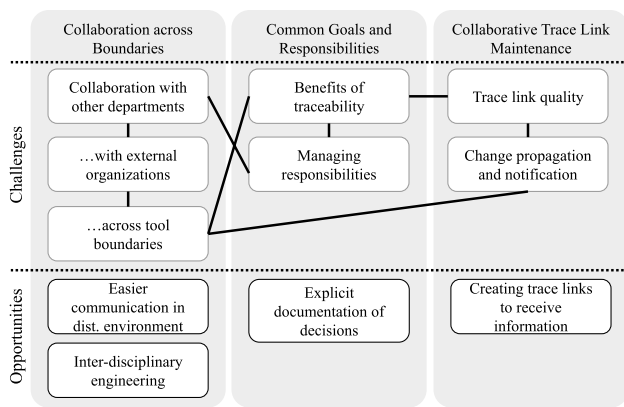 Collaboration across
Boundaries
Common Goals and
Responsibilities
Collaborative Trace Link
Maintenance
Challenges
Collaboration with
other departments
…with external
organizations
…across tool
boundaries
Benefits of
traceability
Managing
responsibilities
Trace link quality
Change propagation
and notification
Opportunities
Easier
communication in
dist. environment
Inter-disciplinary
engineering
Explicit
documentation of
decisions
Creating trace links
to receive
information